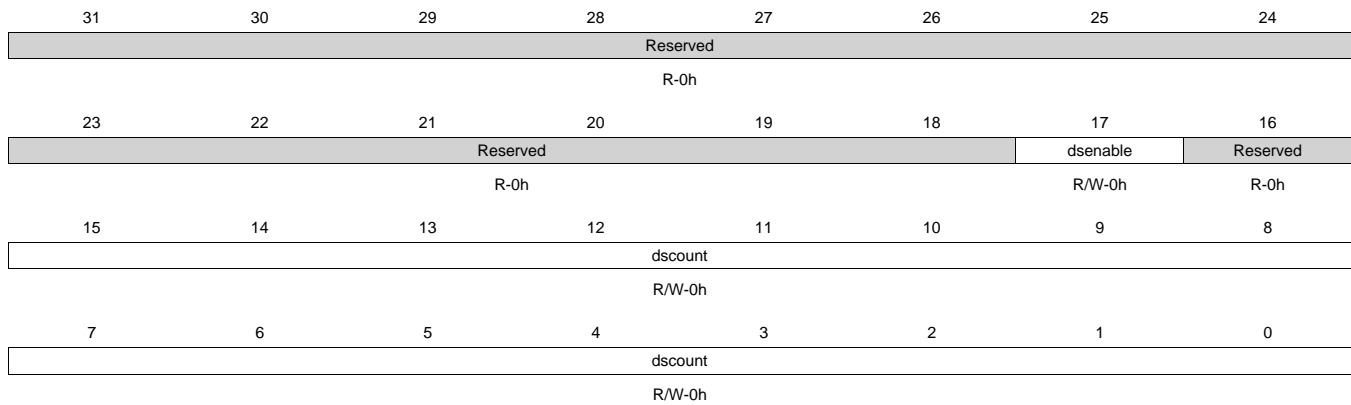 31 30 29 28 27 26 25 24
Reserved
R-0h
23 22 21 20 19 18 17 16
Reserved dsenable Reserved
R-0h R/W-0h R-0h
15 14 13 12 11 10 9 8
dscount
R/W-0h
7 6 5 4 3 2 1 0
dscount
R/W-0h